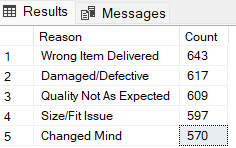 Results Messages
Reason Count
1 Wrong Item Delivered 643
2 Damaged/Defective 617
3 Quality Not As Expected 609
4 Size/Fit Issue 597
5 Changed Mind 570